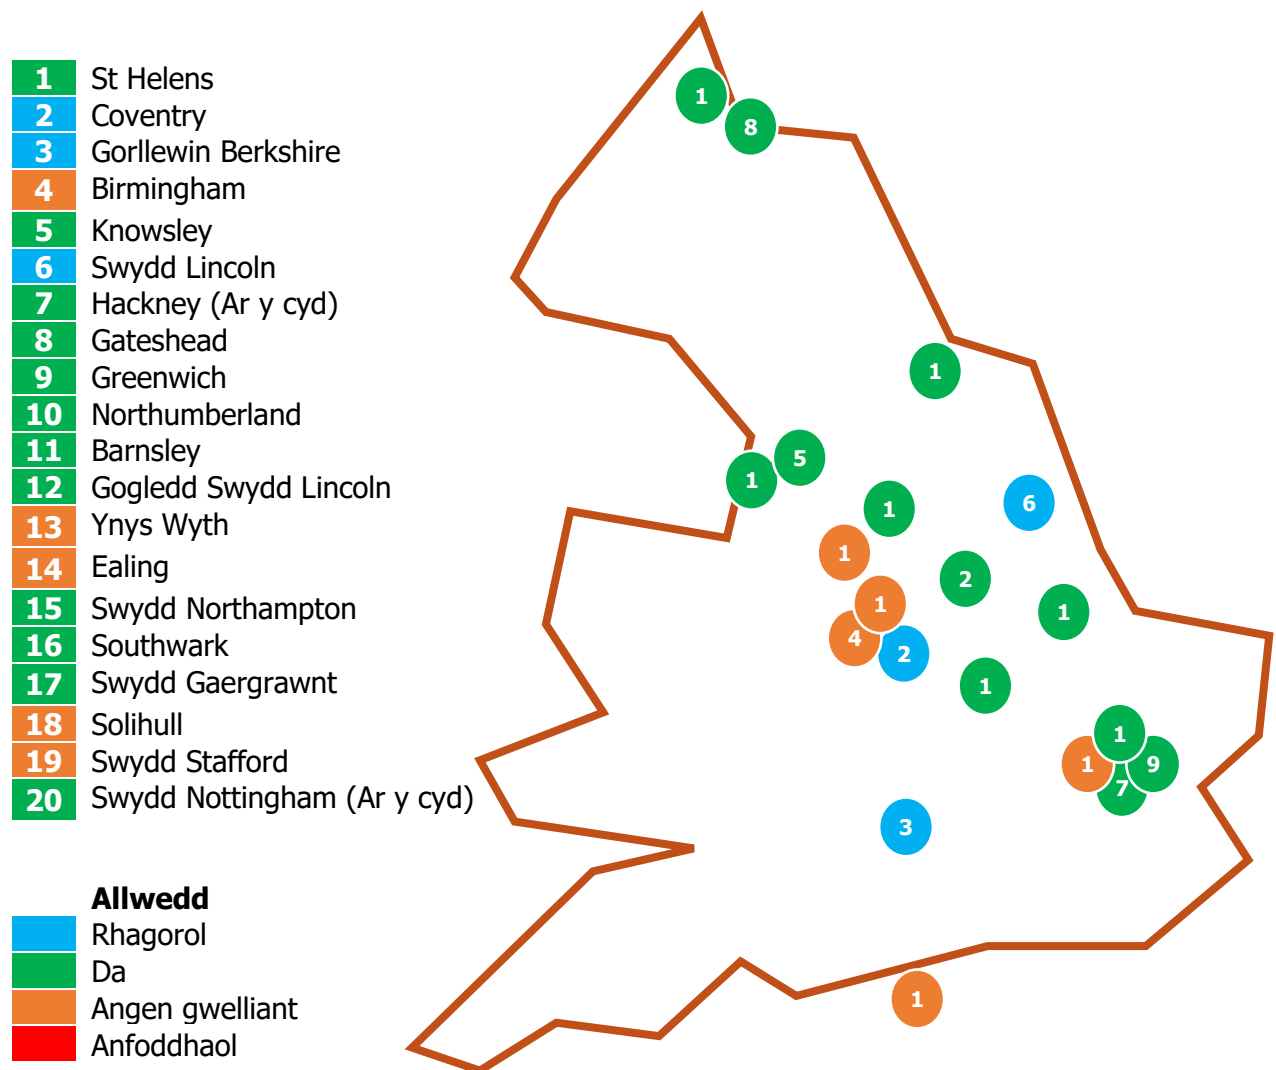 1 St Helens
2 Coventry
3 Gorllewin Berkshire
4 Birmingham
5 Knowsley
6 Swydd Lincoln
7 Hackney (Ar y cyd)
8 Gateshead
9 Greenwich
10 Northumberland
11 Barnsley
12 Gogledd Swydd Lincoln
13 Ynys Wyth
14 Ealing
15 Swydd Northampton
16 Southwark
17 Swydd Gaergrawnt
18 Solihull
19 Swydd Stafford
20 Swydd Nottingham (Ar y cyd)
Allwedd
Rhagorol
Da
Angen gwelliant
Anfoddhaol
1
8
1
5
1
6
1
1
2
1
1
4
2
1
1
1
9
7
3
1